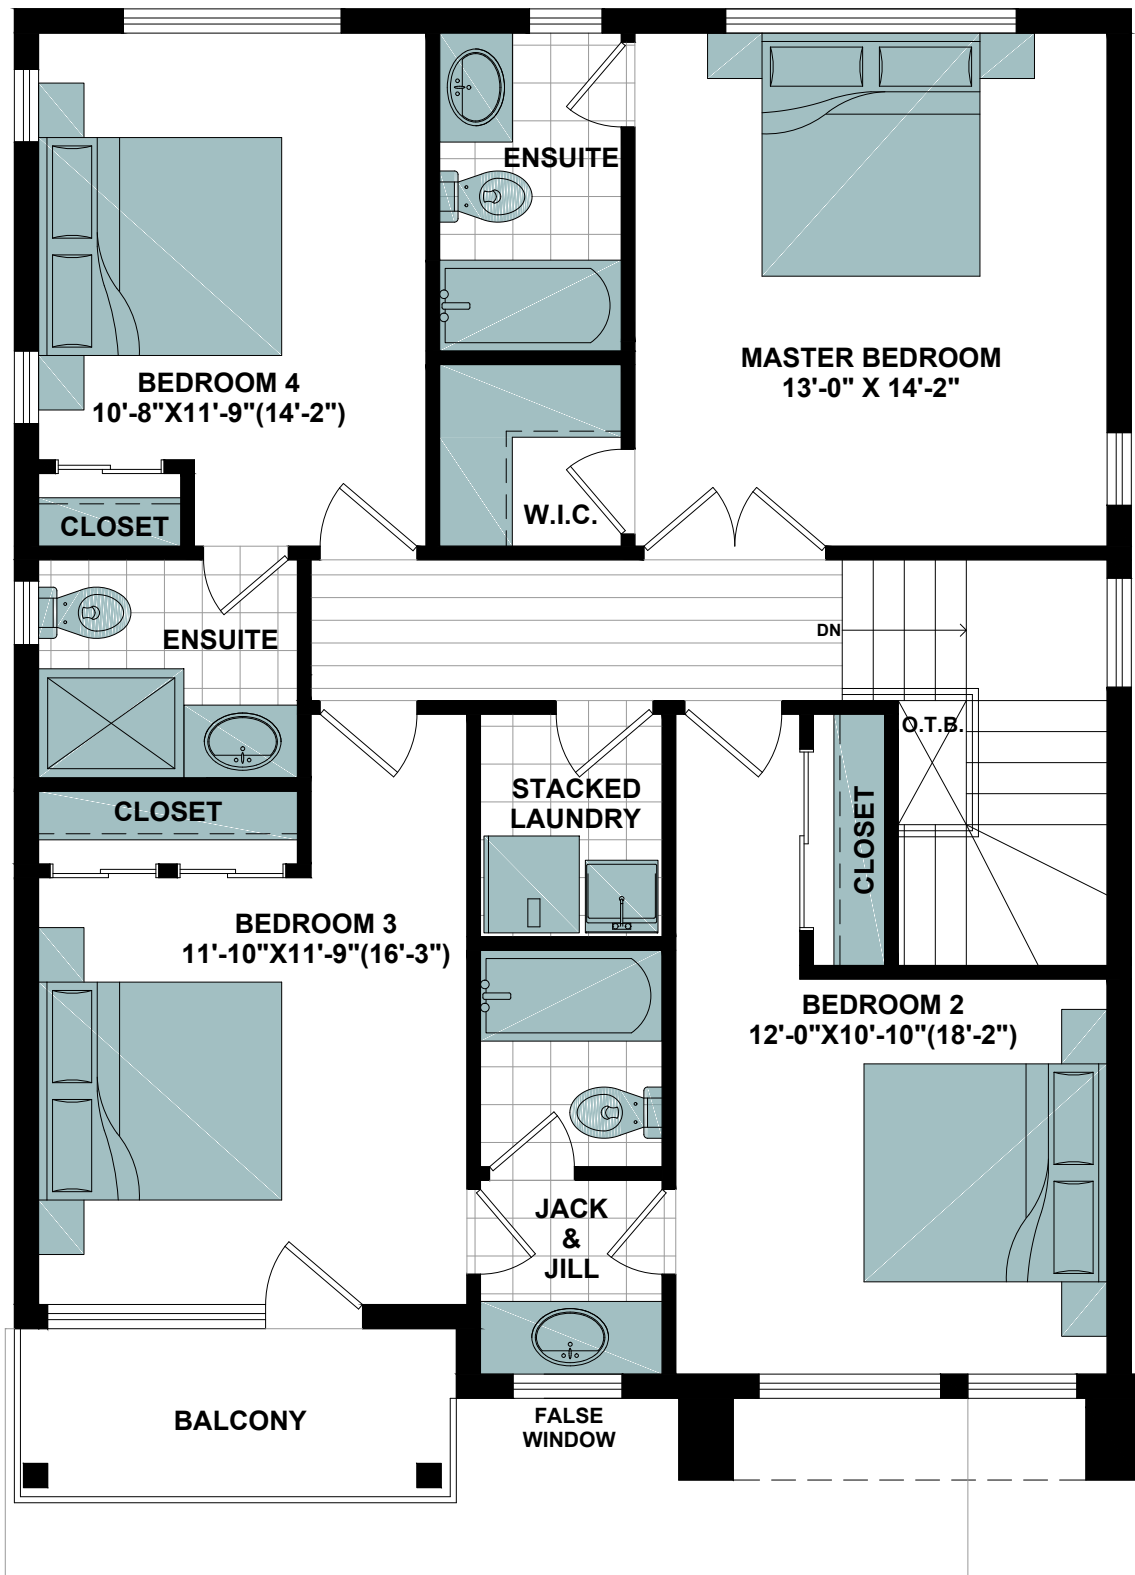 ENSUITE
MASTER BEDROOM
13'-0" X 14'-2"
BEDROOM 4
10'-8"X11'-9"(14'-2")
W.I.C.
CLOSET
ENSUITE
DN
O.T.B.
STACKED
LAUNDRY
CLOSET
CLOSET
BEDROOM 3
11'-10"X11'-9"(16'-3")
BEDROOM 2
12'-0"X10'-10"(18'-2")
JACK
&
JILL
BALCONY
FALSE
WINDOW